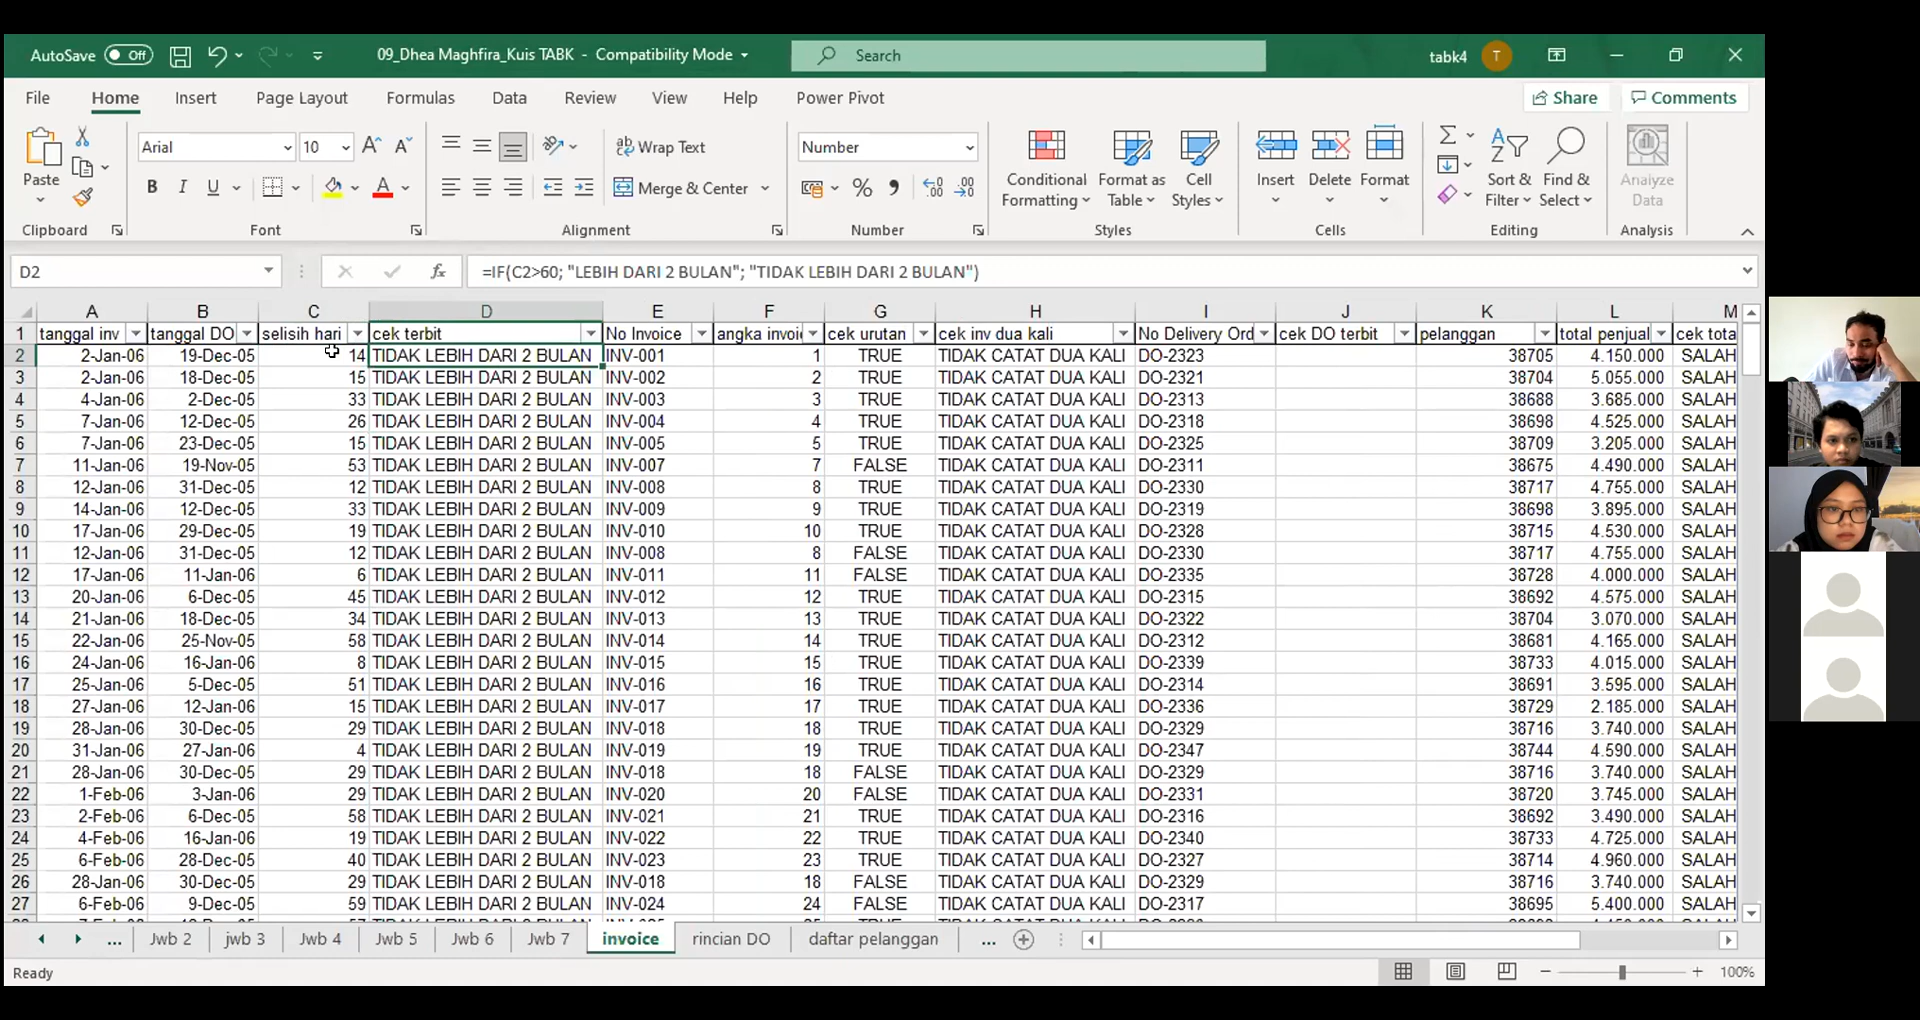 AutoSave Off 09_Dhea Maghfira_Kuis TABK - Compatibility Mode Search tabk4 T
File Home Insert Page Layout Formulas Data Review View Help Power Pivot Share Comments
Paste Arial 10 Wrap Text Number
B I U A Merge & Center % Conditional Formatting Format as Table Cell Styles Insert Delete Format Sort & Filter Find & Select Analyze Data
Clipboard Font Alignment Number Styles Cells Editing Analysis
D2 fx =IF(C2>60; "LEBIH DARI 2 BULAN"; "TIDAK LEBIH DARI 2 BULAN")
A B C D E F G H I J K L M
1 tanggal inv tanggal DO selisih hari cek terbit No Invoice angka invoi cek urutan cek inv dua kali No Delivery Ord cek DO terbit pelanggan total penjual cek tota
2 2-Jan-06 19-Dec-05 14 TIDAK LEBIH DARI 2 BULAN INV-001 1 TRUE TIDAK CATAT DUA KALI DO-2323 38705 4.150.000 SALAH
3 2-Jan-06 18-Dec-05 15 TIDAK LEBIH DARI 2 BULAN INV-002 2 TRUE TIDAK CATAT DUA KALI DO-2321 38704 5.055.000 SALAH
4 4-Jan-06 2-Dec-05 33 TIDAK LEBIH DARI 2 BULAN INV-003 3 TRUE TIDAK CATAT DUA KALI DO-2313 38688 3.685.000 SALAH
5 7-Jan-06 12-Dec-05 26 TIDAK LEBIH DARI 2 BULAN INV-004 4 TRUE TIDAK CATAT DUA KALI DO-2318 38698 4.525.000 SALAH
6 7-Jan-06 23-Dec-05 15 TIDAK LEBIH DARI 2 BULAN INV-005 5 TRUE TIDAK CATAT DUA KALI DO-2325 38709 3.205.000 SALAH
7 11-Jan-06 19-Nov-05 53 TIDAK LEBIH DARI 2 BULAN INV-007 7 FALSE TIDAK CATAT DUA KALI DO-2311 38675 4.490.000 SALAH
8 12-Jan-06 31-Dec-05 12 TIDAK LEBIH DARI 2 BULAN INV-008 8 TRUE TIDAK CATAT DUA KALI DO-2330 38717 4.755.000 SALAH
9 14-Jan-06 12-Dec-05 33 TIDAK LEBIH DARI 2 BULAN INV-009 9 TRUE TIDAK CATAT DUA KALI DO-2319 38698 3.895.000 SALAH
10 17-Jan-06 29-Dec-05 19 TIDAK LEBIH DARI 2 BULAN INV-010 10 TRUE TIDAK CATAT DUA KALI DO-2328 38715 4.530.000 SALAH
11 12-Jan-06 31-Dec-05 12 TIDAK LEBIH DARI 2 BULAN INV-008 8 FALSE TIDAK CATAT DUA KALI DO-2330 38717 4.755.000 SALAH
12 17-Jan-06 11-Jan-06 6 TIDAK LEBIH DARI 2 BULAN INV-011 11 FALSE TIDAK CATAT DUA KALI DO-2335 38728 4.000.000 SALAH
13 20-Jan-06 6-Dec-05 45 TIDAK LEBIH DARI 2 BULAN INV-012 12 TRUE TIDAK CATAT DUA KALI DO-2315 38692 4.575.000 SALAH
14 21-Jan-06 18-Dec-05 34 TIDAK LEBIH DARI 2 BULAN INV-013 13 TRUE TIDAK CATAT DUA KALI DO-2322 38704 3.070.000 SALAH
15 22-Jan-06 25-Nov-05 58 TIDAK LEBIH DARI 2 BULAN INV-014 14 TRUE TIDAK CATAT DUA KALI DO-2312 38681 4.165.000 SALAH
16 24-Jan-06 16-Jan-06 8 TIDAK LEBIH DARI 2 BULAN INV-015 15 TRUE TIDAK CATAT DUA KALI DO-2339 38733 4.015.000 SALAH
17 25-Jan-06 5-Dec-05 51 TIDAK LEBIH DARI 2 BULAN INV-016 16 TRUE TIDAK CATAT DUA KALI DO-2314 38691 3.595.000 SALAH
18 27-Jan-06 12-Jan-06 15 TIDAK LEBIH DARI 2 BULAN INV-017 17 TRUE TIDAK CATAT DUA KALI DO-2336 38729 2.185.000 SALAH
19 28-Jan-06 30-Dec-05 29 TIDAK LEBIH DARI 2 BULAN INV-018 18 TRUE TIDAK CATAT DUA KALI DO-2329 38716 3.740.000 SALAH
20 31-Jan-06 27-Jan-06 4 TIDAK LEBIH DARI 2 BULAN INV-019 19 TRUE TIDAK CATAT DUA KALI DO-2347 38744 4.590.000 SALAH
21 28-Jan-06 30-Dec-05 29 TIDAK LEBIH DARI 2 BULAN INV-018 18 FALSE TIDAK CATAT DUA KALI DO-2329 38716 3.740.000 SALAH
22 1-Feb-06 3-Jan-06 29 TIDAK LEBIH DARI 2 BULAN INV-020 20 FALSE TIDAK CATAT DUA KALI DO-2331 38720 3.745.000 SALAH
23 2-Feb-06 6-Dec-05 58 TIDAK LEBIH DARI 2 BULAN INV-021 21 TRUE TIDAK CATAT DUA KALI DO-2316 38692 3.490.000 SALAH
24 4-Feb-06 16-Jan-06 19 TIDAK LEBIH DARI 2 BULAN INV-022 22 TRUE TIDAK CATAT DUA KALI DO-2340 38733 4.725.000 SALAH
25 6-Feb-06 28-Dec-05 40 TIDAK LEBIH DARI 2 BULAN INV-023 23 TRUE TIDAK CATAT DUA KALI DO-2327 38714 4.960.000 SALAH
26 28-Jan-06 30-Dec-05 29 TIDAK LEBIH DARI 2 BULAN INV-018 18 FALSE TIDAK CATAT DUA KALI DO-2329 38716 3.740.000 SALAH
27 6-Feb-06 9-Dec-05 59 TIDAK LEBIH DARI 2 BULAN INV-024 24 FALSE TIDAK CATAT DUA KALI DO-2317 38695 5.400.000 SALAH
... Jwb 2 jwb 3 Jwb 4 Jwb 5 Jwb 6 Jwb 7 invoice rincian DO daftar pelanggan ...
Ready 100%